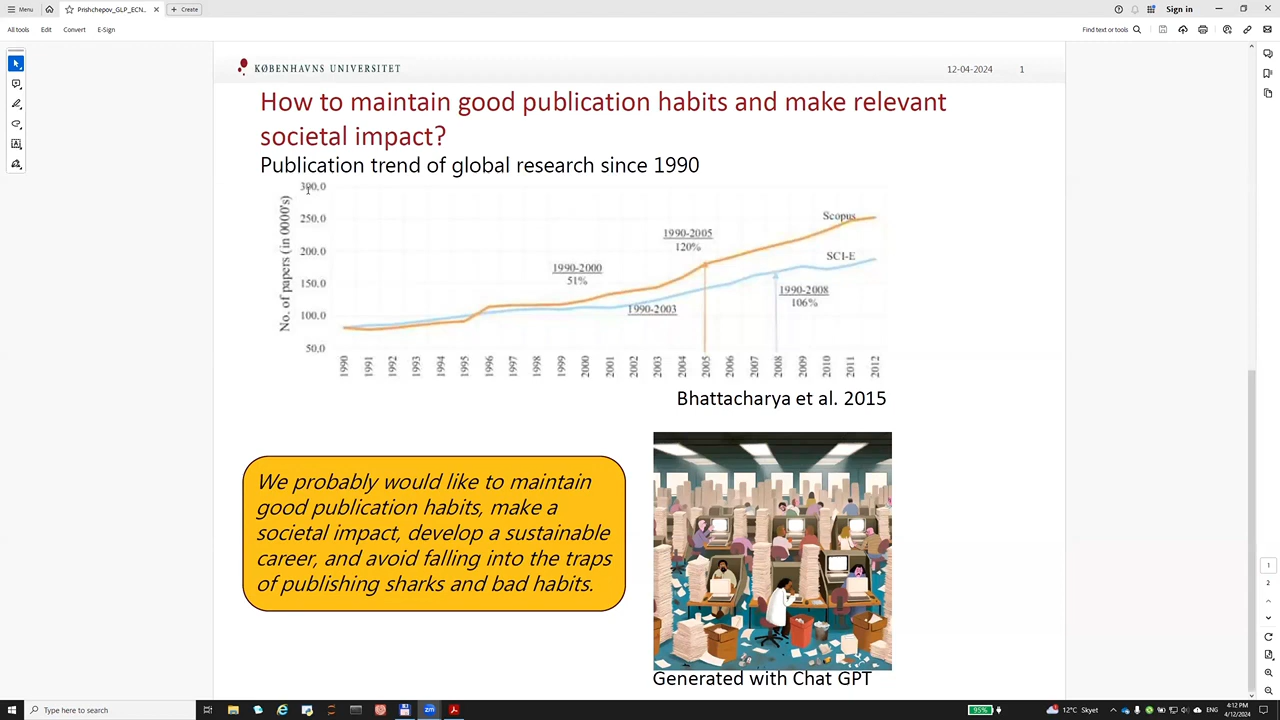 Menu
Prishchepov_GLP_ECN...
Create
Sign in
All tools
Edit
Convert
E-Sign
Find text or tools
KØBENHAVNS UNIVERSITET
12-04-2024
1
How to maintain good publication habits and make relevant
societal impact?
Publication trend of global research since 1990
No. of papers (in 0000's)
300,0
250.0
200.0
150.0
100.0
50,0
Scopus
SCI-E
1990-2005
120%
1990-2000
51%
1990-2003
1990-2008
106%
1990
1991
1992
1993
1994
1995
1996
1997
1998
1999
2000
2001
2002
2003
2004
2005
2006
2007
2008
2009
2010
2011
2012
Bhattacharya et al. 2015
We probably would like to maintain
good publication habits, make a
societal impact, develop a sustainable
career, and avoid falling into the traps
of publishing sharks and bad habits.
Generated with Chat GPT
1
2
Type here to search
95%
12°C Skyet
ENG
4:12 PM
4/12/2024